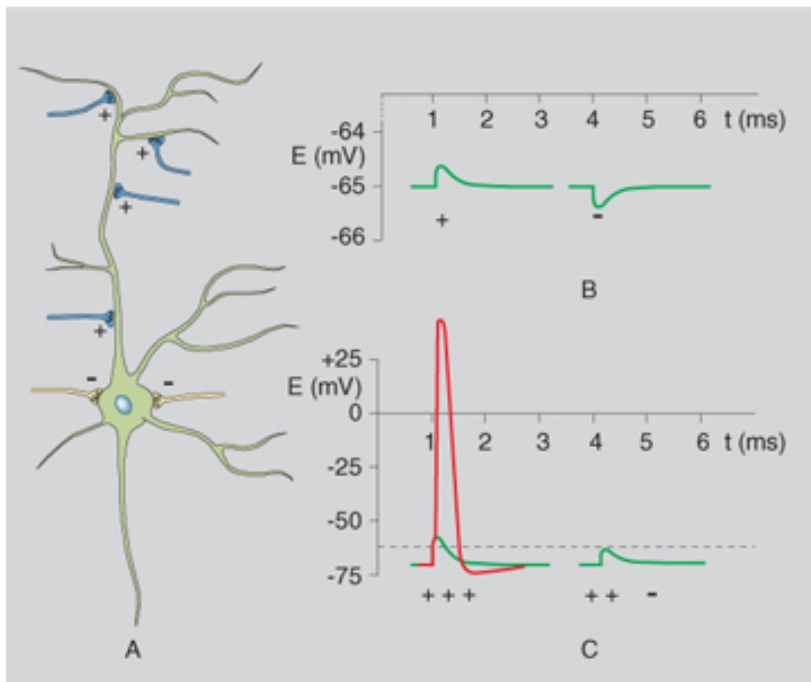 +
+
+
+
- -
A
1 2 3 4 5 6 t (ms)
-64
E (mV)
-65
-66
+ -
B
+25
E (mV)
0
1 2 3 4 5 6 t (ms)
-25
-50
-75
+ + + + + -
C